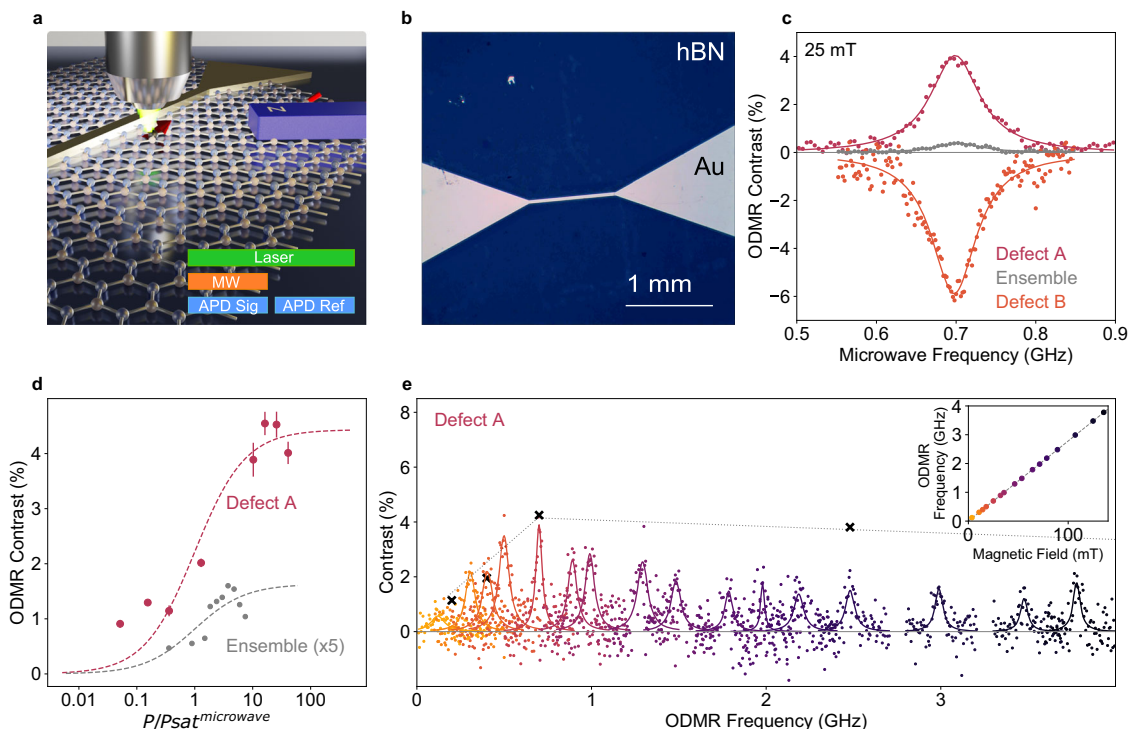 a
N
Laser
MW
APD Sig
APD Ref
b
hBN
Au
1 mm
c
25 mT
4
2
0
−2
−4
−6
ODMR Contrast (%)
Defect A
Ensemble
Defect B
0.5 0.6 0.7 0.8 0.9
Microwave Frequency (GHz)
d
4
3
2
1
0
ODMR Contrast (%)
Defect A
Ensemble (x5)
0.01 0.1 1 10 100
P/Psat^microwave
e
Defect A
8
6
4
2
0
Contrast (%)
0 1 2 3
ODMR Frequency (GHz)
4
3
2
1
0
ODMR
Frequency (GHz)
0 100
Magnetic Field (mT)